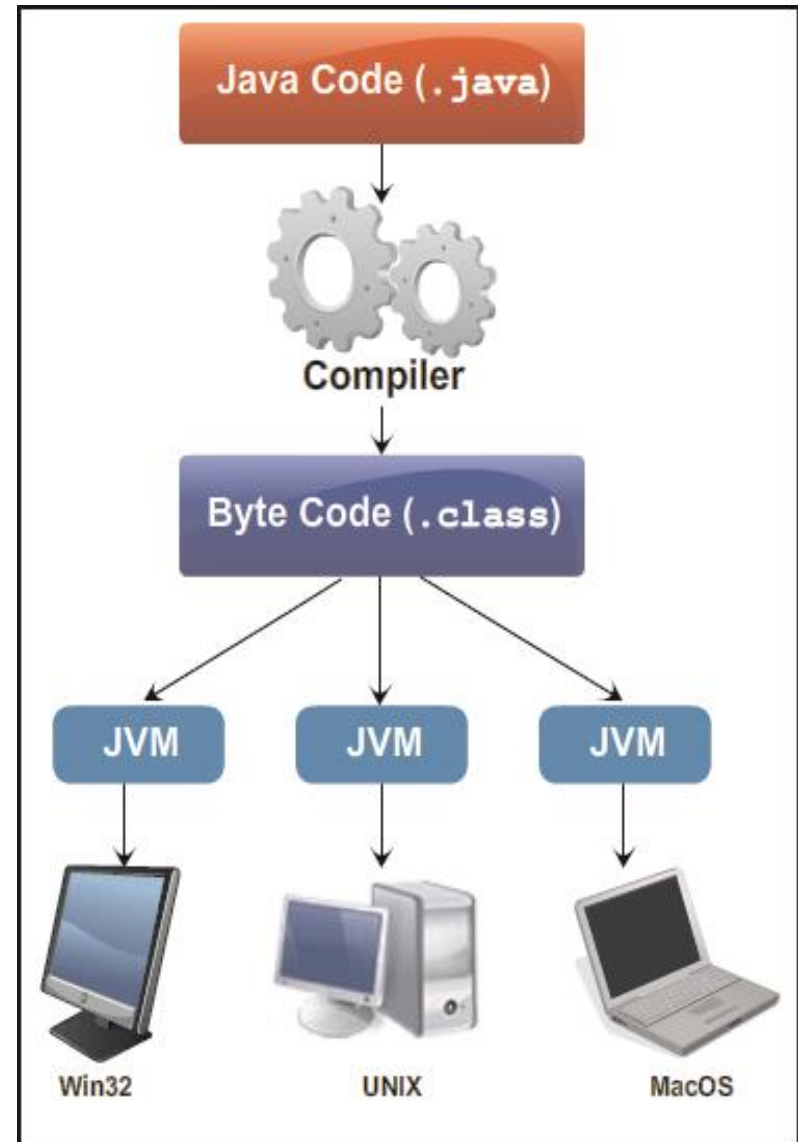 Java Code (.java)
Compiler
Byte Code (.class)
JVM
JVM
JVM
Win32
UNIX
MacOS